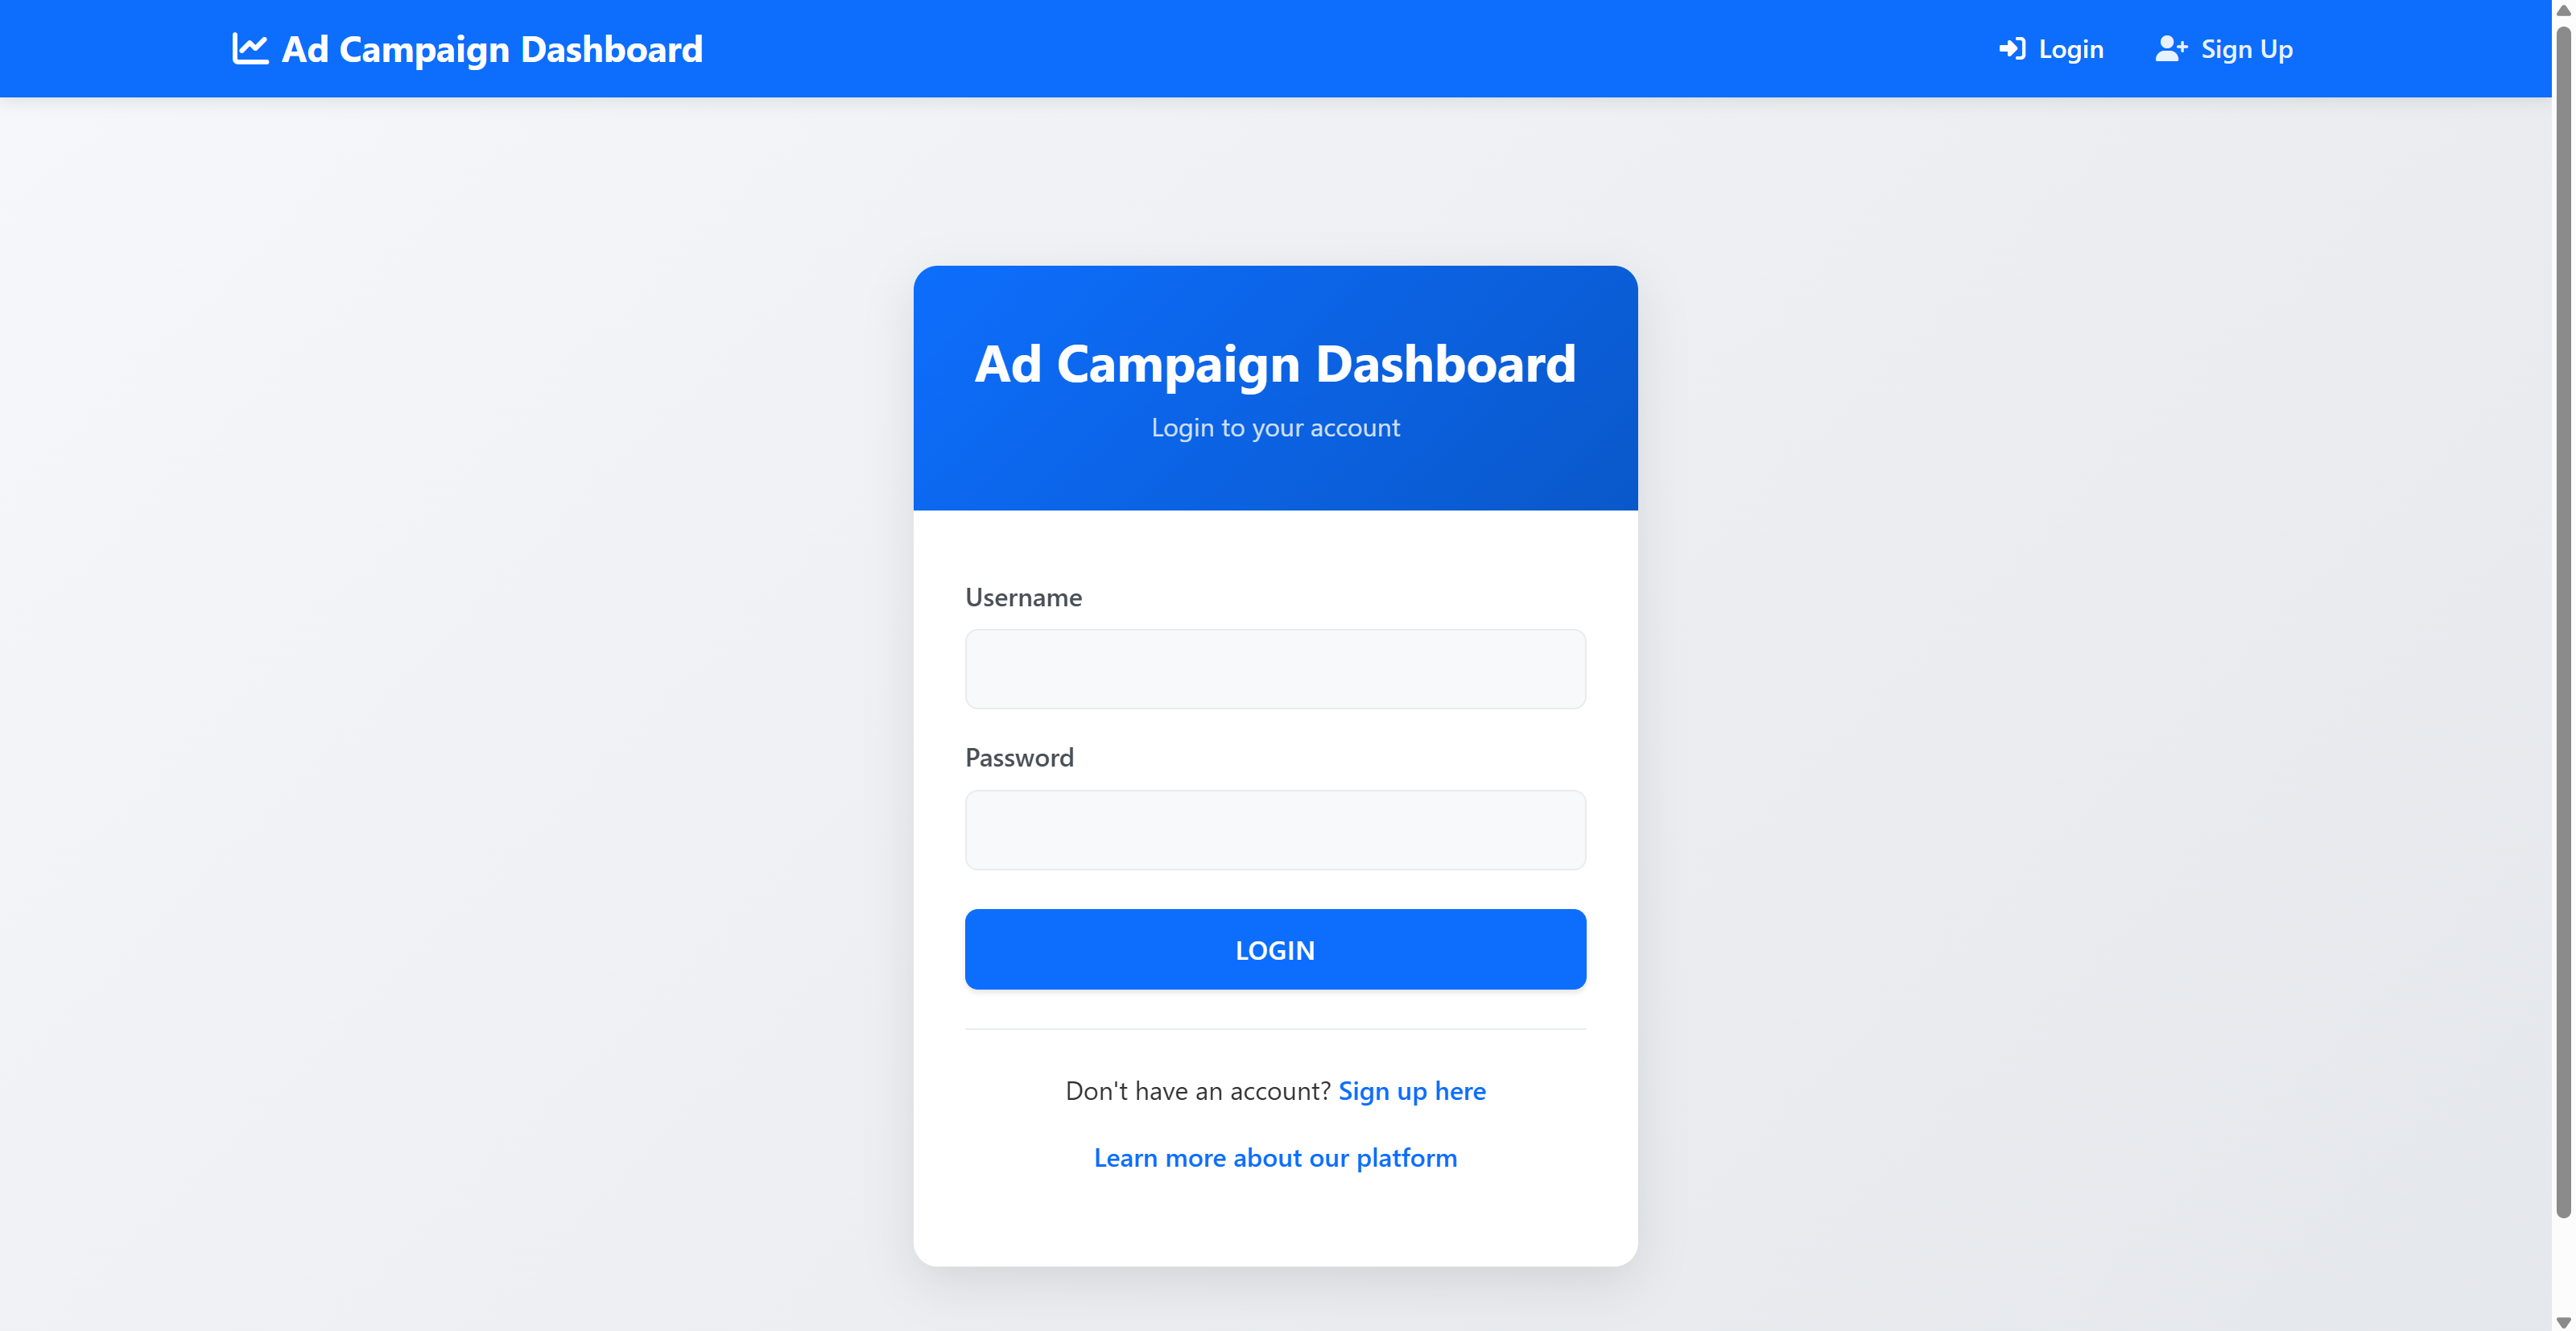 Ad Campaign Dashboard
Login
Sign Up
Ad Campaign Dashboard
Login to your account
Username
Password
LOGIN
Don't have an account? Sign up here
Learn more about our platform